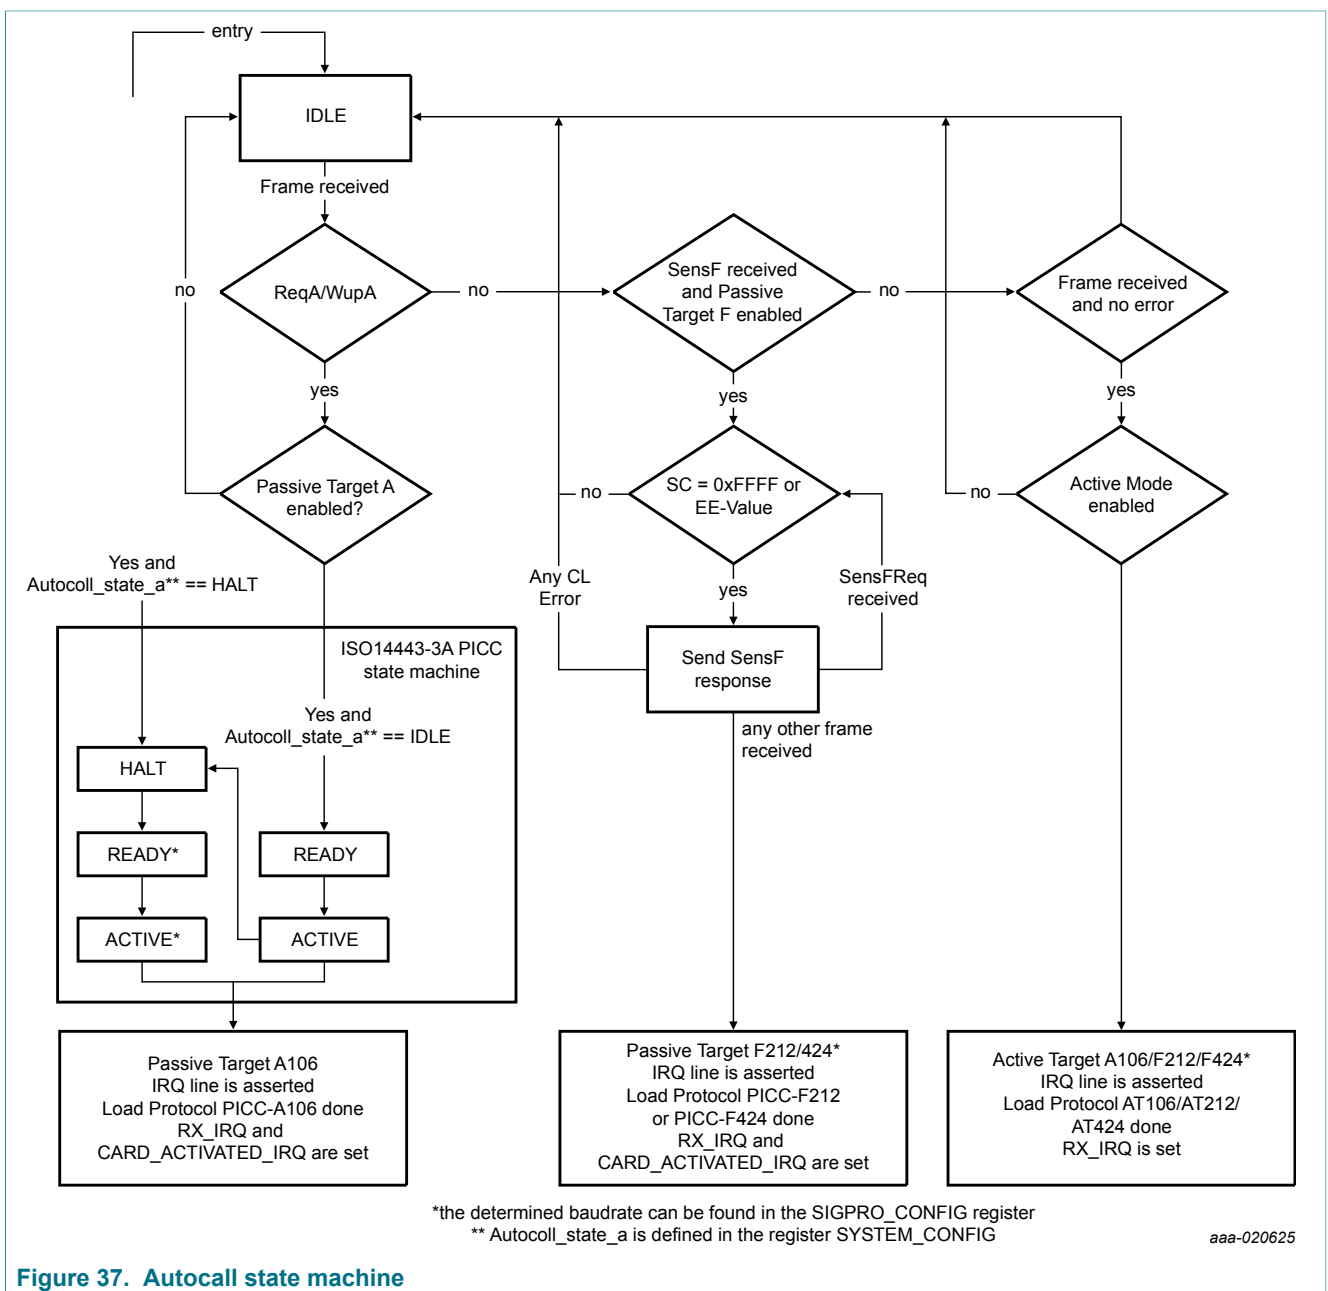 entry
IDLE
Frame received
no
ReqA/WupA
no
SensF received
and Passive
Target F enabled
no
Frame received
and no error
yes
yes
yes
Passive Target A
enabled?
no
SC = 0xFFFF or
EE-Value
no
Active Mode
enabled
Yes and
Autocoll_state_a** == HALT
Any CL
Error
yes
SensFReq
received
ISO14443-3A PICC
state machine
Send SensF
response
Yes and
Autocoll_state_a** == IDLE
any other frame
received
HALT
READY*
READY
ACTIVE*
ACTIVE
Passive Target A106
IRQ line is asserted
Load Protocol PICC-A106 done
RX_IRQ and
CARD_ACTIVATED_IRQ are set
Passive Target F212/424*
IRQ line is asserted
Load Protocol PICC-F212
or PICC-F424 done
RX_IRQ and
CARD_ACTIVATED_IRQ are set
Active Target A106/F212/F424*
IRQ line is asserted
Load Protocol AT106/AT212/
AT424 done
RX_IRQ is set
*the determined baudrate can be found in the SIGPRO_CONFIG register
** Autocoll_state_a is defined in the register SYSTEM_CONFIG
aaa-020625
Figure 37. Autocall state machine